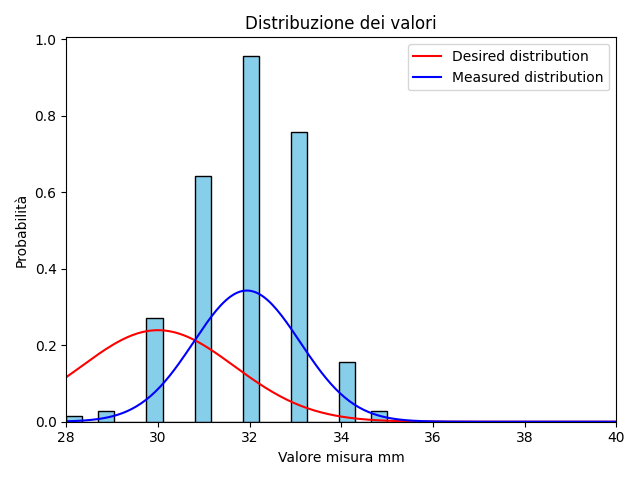 Distribuzione dei valori
Desired distribution
Measured distribution
Probabilità
1.0
0.8
0.6
0.4
0.2
0.0
28 30 32 34 36 38 40
Valore misura mm